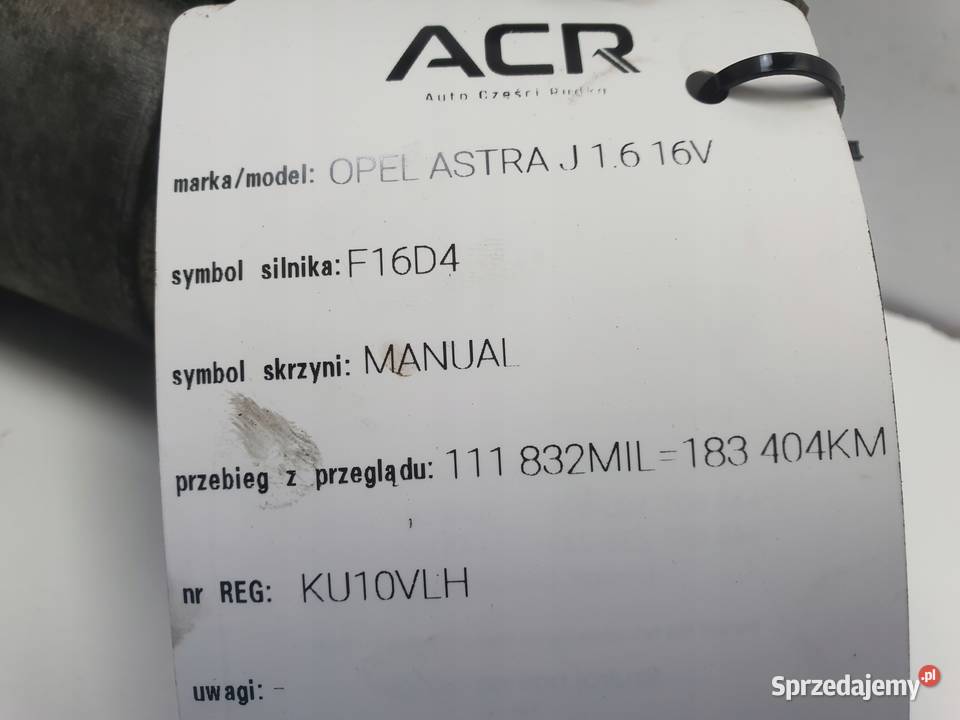 ACR
Auto Części Rudka
marka/model: OPEL ASTRA J 1.6 16V
symbol silnika: F16D4
symbol skrzyni: MANUAL
przebieg z przeglądu: 111 832MIL=183 404KM
nr REG: KU10VLH
uwagi: -
Sprzedajemy.pl